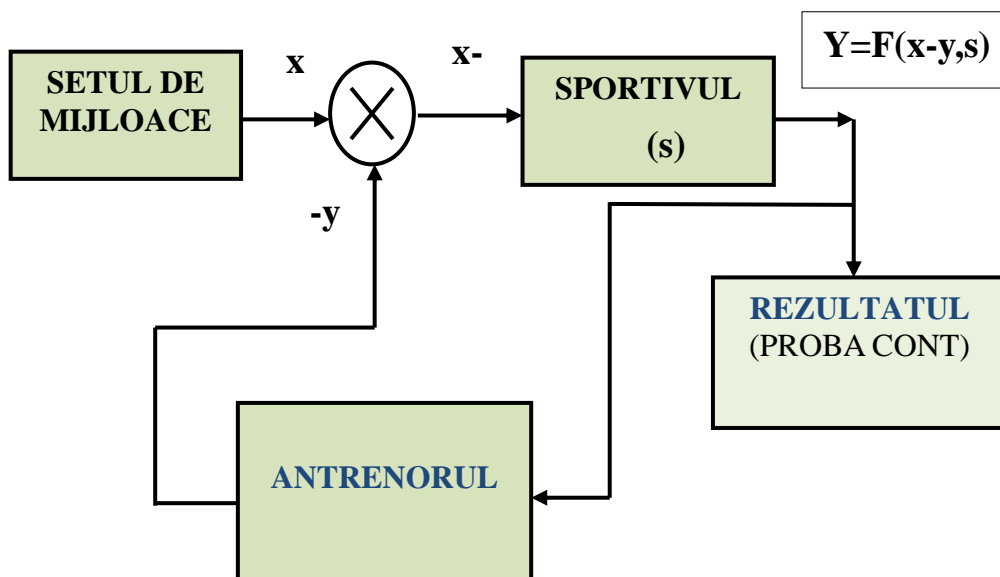 SETUL DE
MIJLOACE
x
x-
SPORTIVUL
(s)
Y=F(x-y,s)
-y
REZULTATUL
(PROBA CONT)
ANTRENORUL